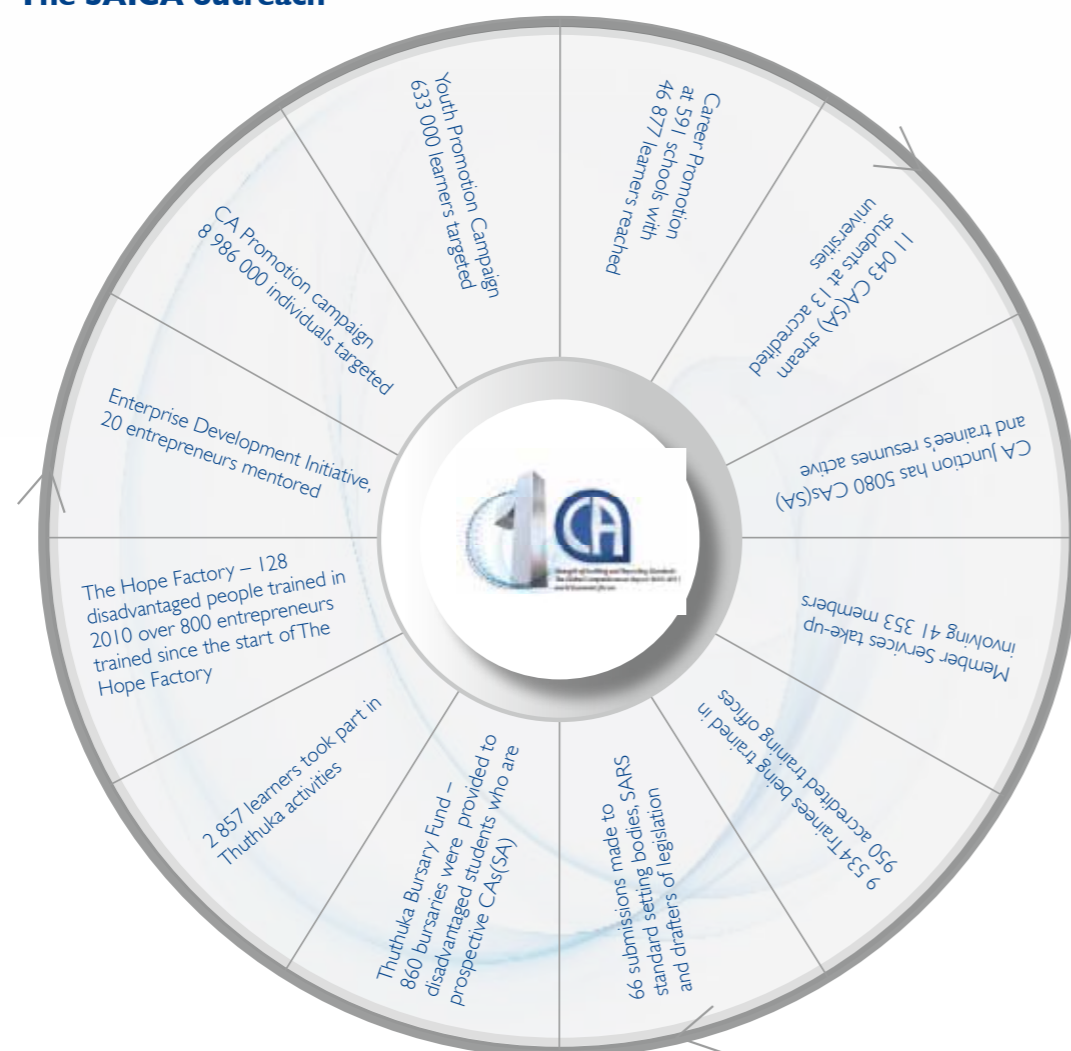 The SAICA outreach
Career Promotion
at 591 schools with
46 877 learners reached
11 043 CA(SA) stream
students at 13 accredited
universities
CA Junction has 5080 CAs(SA)
and trainee's resumes active
Member Services take-up
involving 41 353 members
9 534 Trainees being trained in
950 accredited training offices
66 submissions made to
standard setting bodies, SARS
and drafters of legislation
Thuthuka Bursary Fund –
860 bursaries were provided to
disadvantaged students who are
prospective CAs(SA)
2 857 learners took part in
Thuthuka activities
The Hope Factory – 128
disadvantaged people trained in
2010 over 800 entrepreneurs
trained since the start of The
Hope Factory
Enterprise Development Initiative,
20 entrepreneurs mentored
CA Promotion campaign
8 986 000 individuals targeted
Youth Promotion Campaign
633 000 learners targeted
1 CA